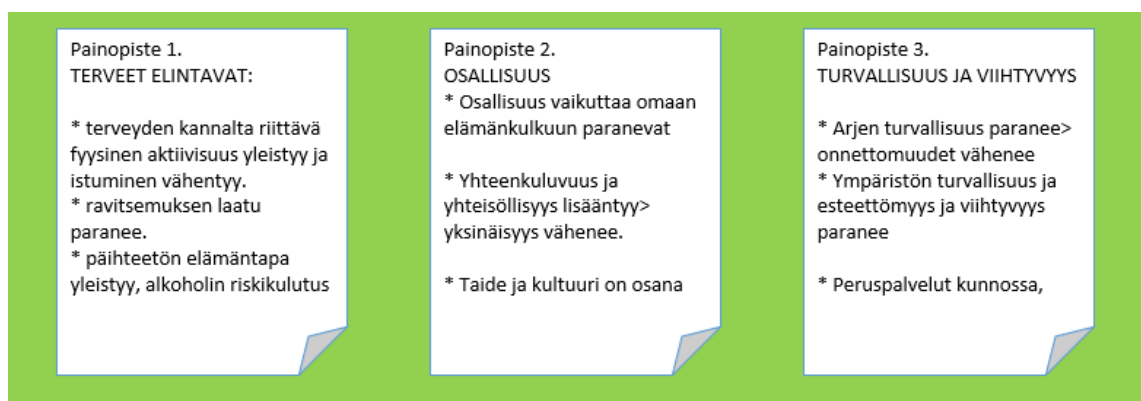 Painopiste 1.
TERVEET ELINTAVAT:
* terveyden kannalta riittävä
fyysinen aktiivisuus yleistyy ja
istuminen vähentyy.
* ravitsemuksen laatu
paranee.
* päihteetön elämäntapa
yleistyy, alkoholin riskikulutus
Painopiste 2.
OSALLISUUS
* Osallisuus vaikuttaa omaan
elämänkulkuun paranevat
* Yhteenkuluvuus ja
yhteisöllisyys lisääntyy>
yksinäisyys vähenee.
* Taide ja kultuuri on osana
Painopiste 3.
TURVALLISUUS JA VIIHTYVYYS
* Arjen turvallisuus paranee>
onnettomuudet vähenee
* Ympäristön turvallisuus ja
esteettömyys ja viihtyvyys
paranee
* Peruspalvelut kunnossa,